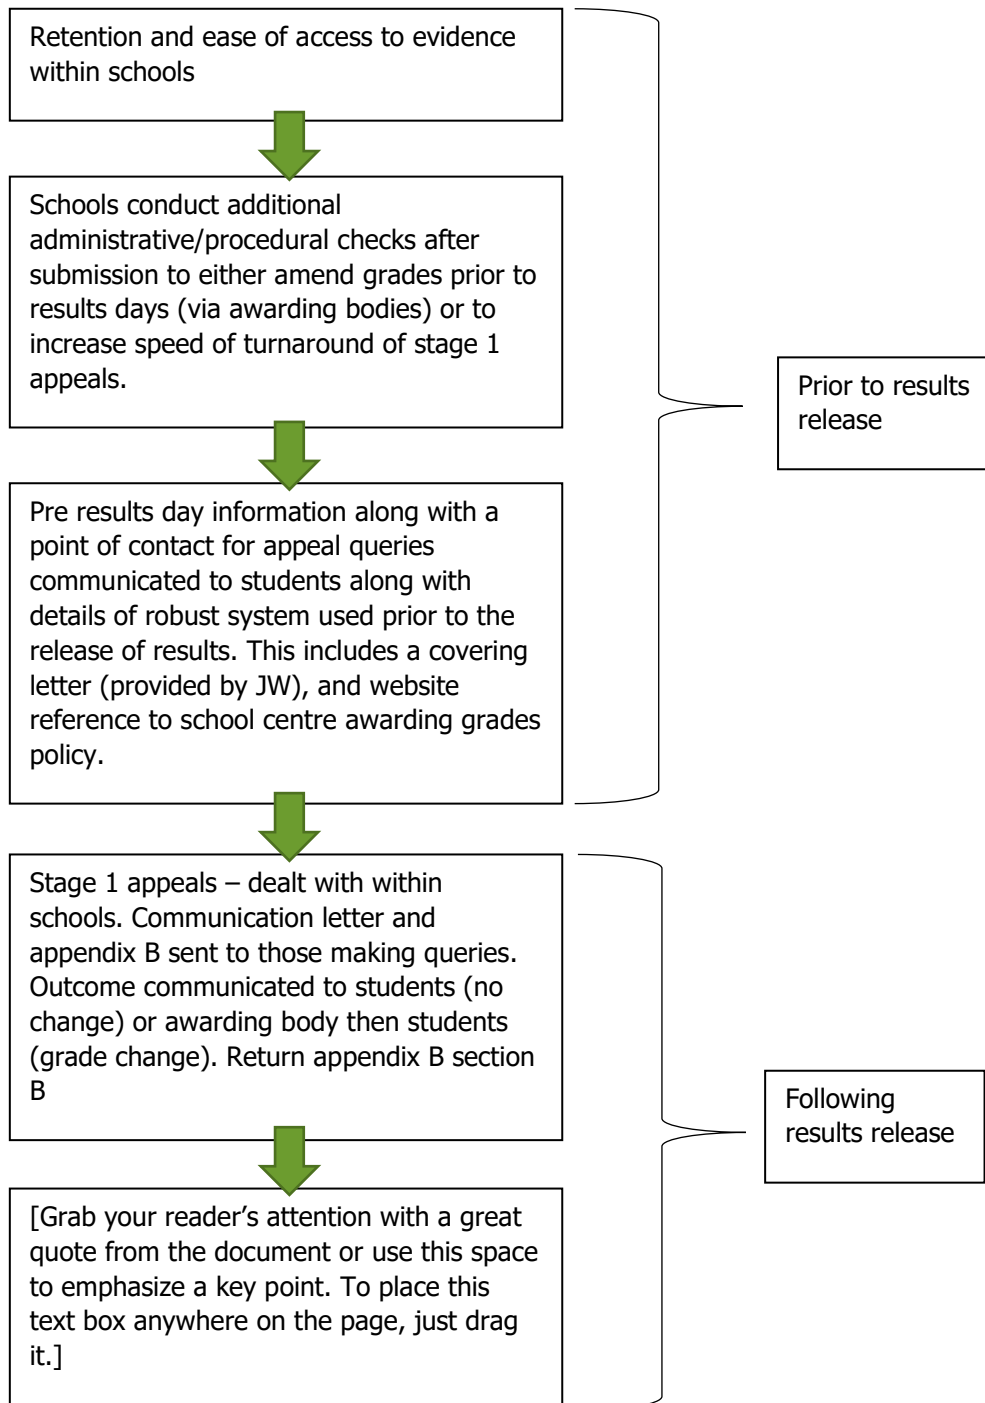 Retention and ease of access to evidence
within schools
Schools conduct additional
administrative/procedural checks after
submission to either amend grades prior to
results days (via awarding bodies) or to
increase speed of turnaround of stage 1
appeals.
Prior to results
release
Pre results day information along with a
point of contact for appeal queries
communicated to students along with
details of robust system used prior to the
release of results. This includes a covering
letter (provided by JW), and website
reference to school centre awarding grades
policy.
Stage 1 appeals – dealt with within
schools. Communication letter and
appendix B sent to those making queries.
Outcome communicated to students (no
change) or awarding body then students
(grade change). Return appendix B section
B
Following
results release
[Grab your reader’s attention with a great
quote from the document or use this space
to emphasize a key point. To place this
text box anywhere on the page, just drag
it.]